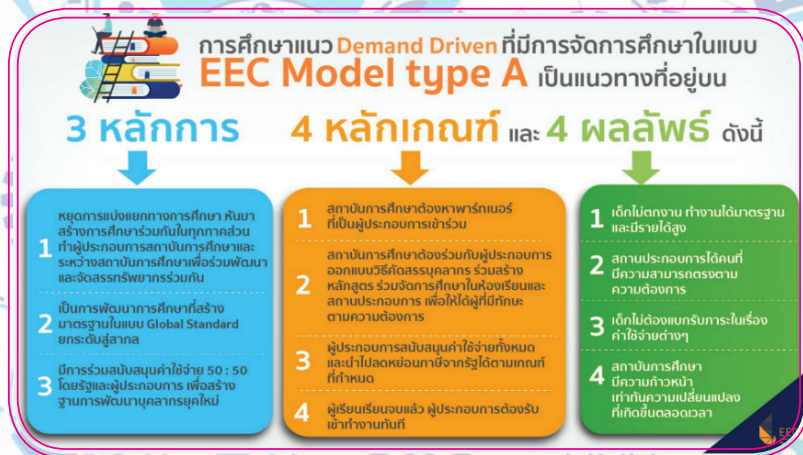 การศึกษาแนว Demand Driven ที่มีการจัดการศึกษาในแบบ
EEC Model type A เป็นแนวทางที่อยู่บน
3 หลักการ
4 หลักเกณฑ์ และ 4 ผลลัพธ์ ดังนี้
1 หยุดการแบ่งแยกทางการศึกษา หันมา
สร้างการศึกษาร่วมกันในทุกภาคส่วน
ทำผู้ประกอบการสถาบันการศึกษาและ
ระหว่างสถาบันการศึกษาเพื่อร่วมพัฒนา
และจัดสรรทรัพยากรร่วมกัน
2 เป็นการพัฒนาการศึกษาที่สร้าง
มาตรฐานในแบบ Global Standard
ยกระดับสู่สากล
3 มีการร่วมสนับสนุนค่าใช้จ่าย 50 : 50
โดยรัฐและผู้ประกอบการ เพื่อสร้าง
ฐานการพัฒนาบุคลากรยุคใหม่
1 สถาบันการศึกษาต้องหาพาร์ทเนอร์
ที่เป็นผู้ประกอบการเข้าร่วม
2 สถาบันการศึกษาต้องร่วมกับผู้ประกอบการ
ออกแบบวิธีคัดสรรบุคลากร ร่วมสร้าง
หลักสูตร ร่วมจัดการศึกษาในห้องเรียนและ
สถานประกอบการ เพื่อให้ได้ผู้ที่มีทักษะ
ตามความต้องการ
3 ผู้ประกอบการสนับสนุนค่าใช้จ่ายทั้งหมด
และนำไปลดหย่อนภาษีจากรัฐได้ตามเกณฑ์
ที่กำหนด
4 ผู้เรียนเรียนจบแล้ว ผู้ประกอบการต้องรับ
เข้าทำงานทันที
1 เด็กไม่ตกงาน ทำงานได้มาตรฐาน
และมีรายได้สูง
2 สถานประกอบการได้คนที่
มีความสามารถตรงตาม
ความต้องการ
3 เด็กไม่ต้องแบกรับภาระในเรื่อง
ค่าใช้จ่ายต่างๆ
4 สถาบันการศึกษา
มีความก้าวหน้า
เท่าทันความเปลี่ยนแปลง
ที่เกิดขึ้นตลอดเวลา